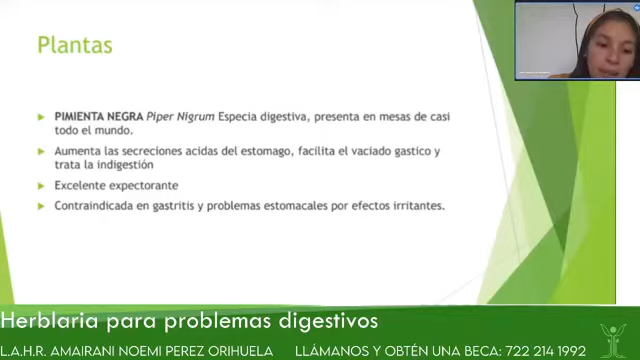 Plantas
PIMIENTA NEGRA Piper Nigrum Especia digestiva, presenta en mesas de casi
todo el mundo.
Aumenta las secreciones acidas del estomago, facilita el vaciado gastico y
trata la indigestión
Excelente expectorante
Contraindicada en gastritis y problemas estomacales por efectos irritantes.
Herblaria para problemas digestivos
L.A.H.R. AMAIRANI NOEMI PEREZ ORIHUELA LLÁMANOS Y OBTÉN UNA BECA: 722 214 1992